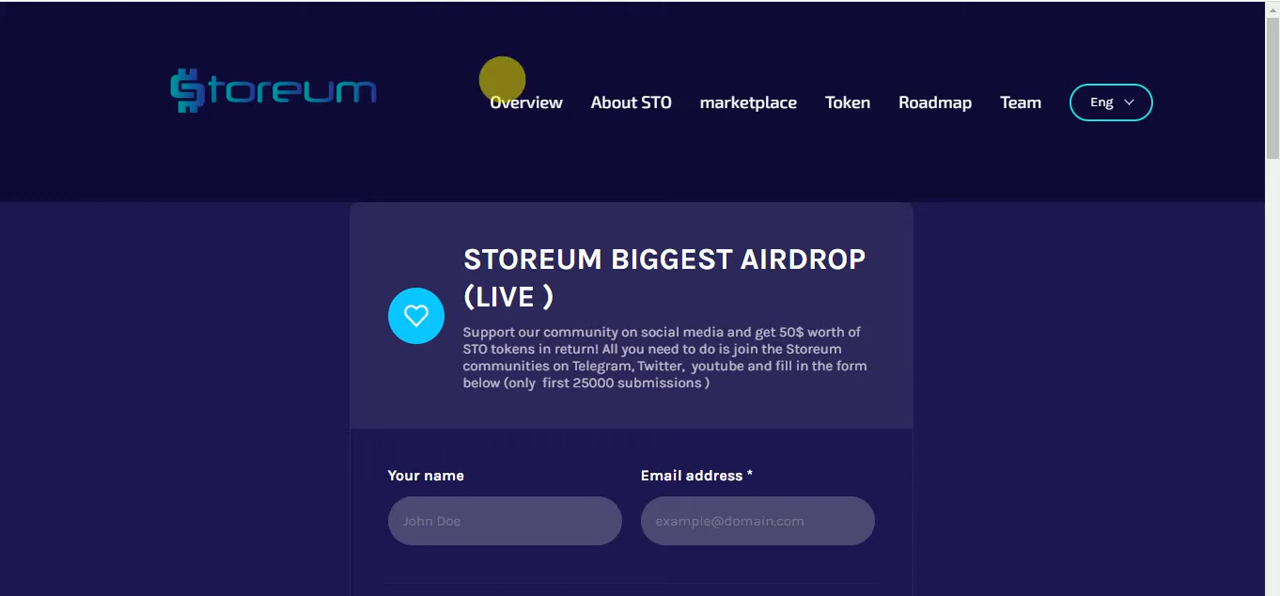 Storeum
Overview About STO marketplace Token Roadmap Team Eng
STOREUM BIGGEST AIRDROP
(LIVE )
Support our community on social media and get 50$ worth of
STO tokens in return! All you need to do is join the Storeum
communities on Telegram, Twitter,  youtube and fill in the form
below (only  first 25000 submissions )
Your name Email address *
John Doe example@domain.com